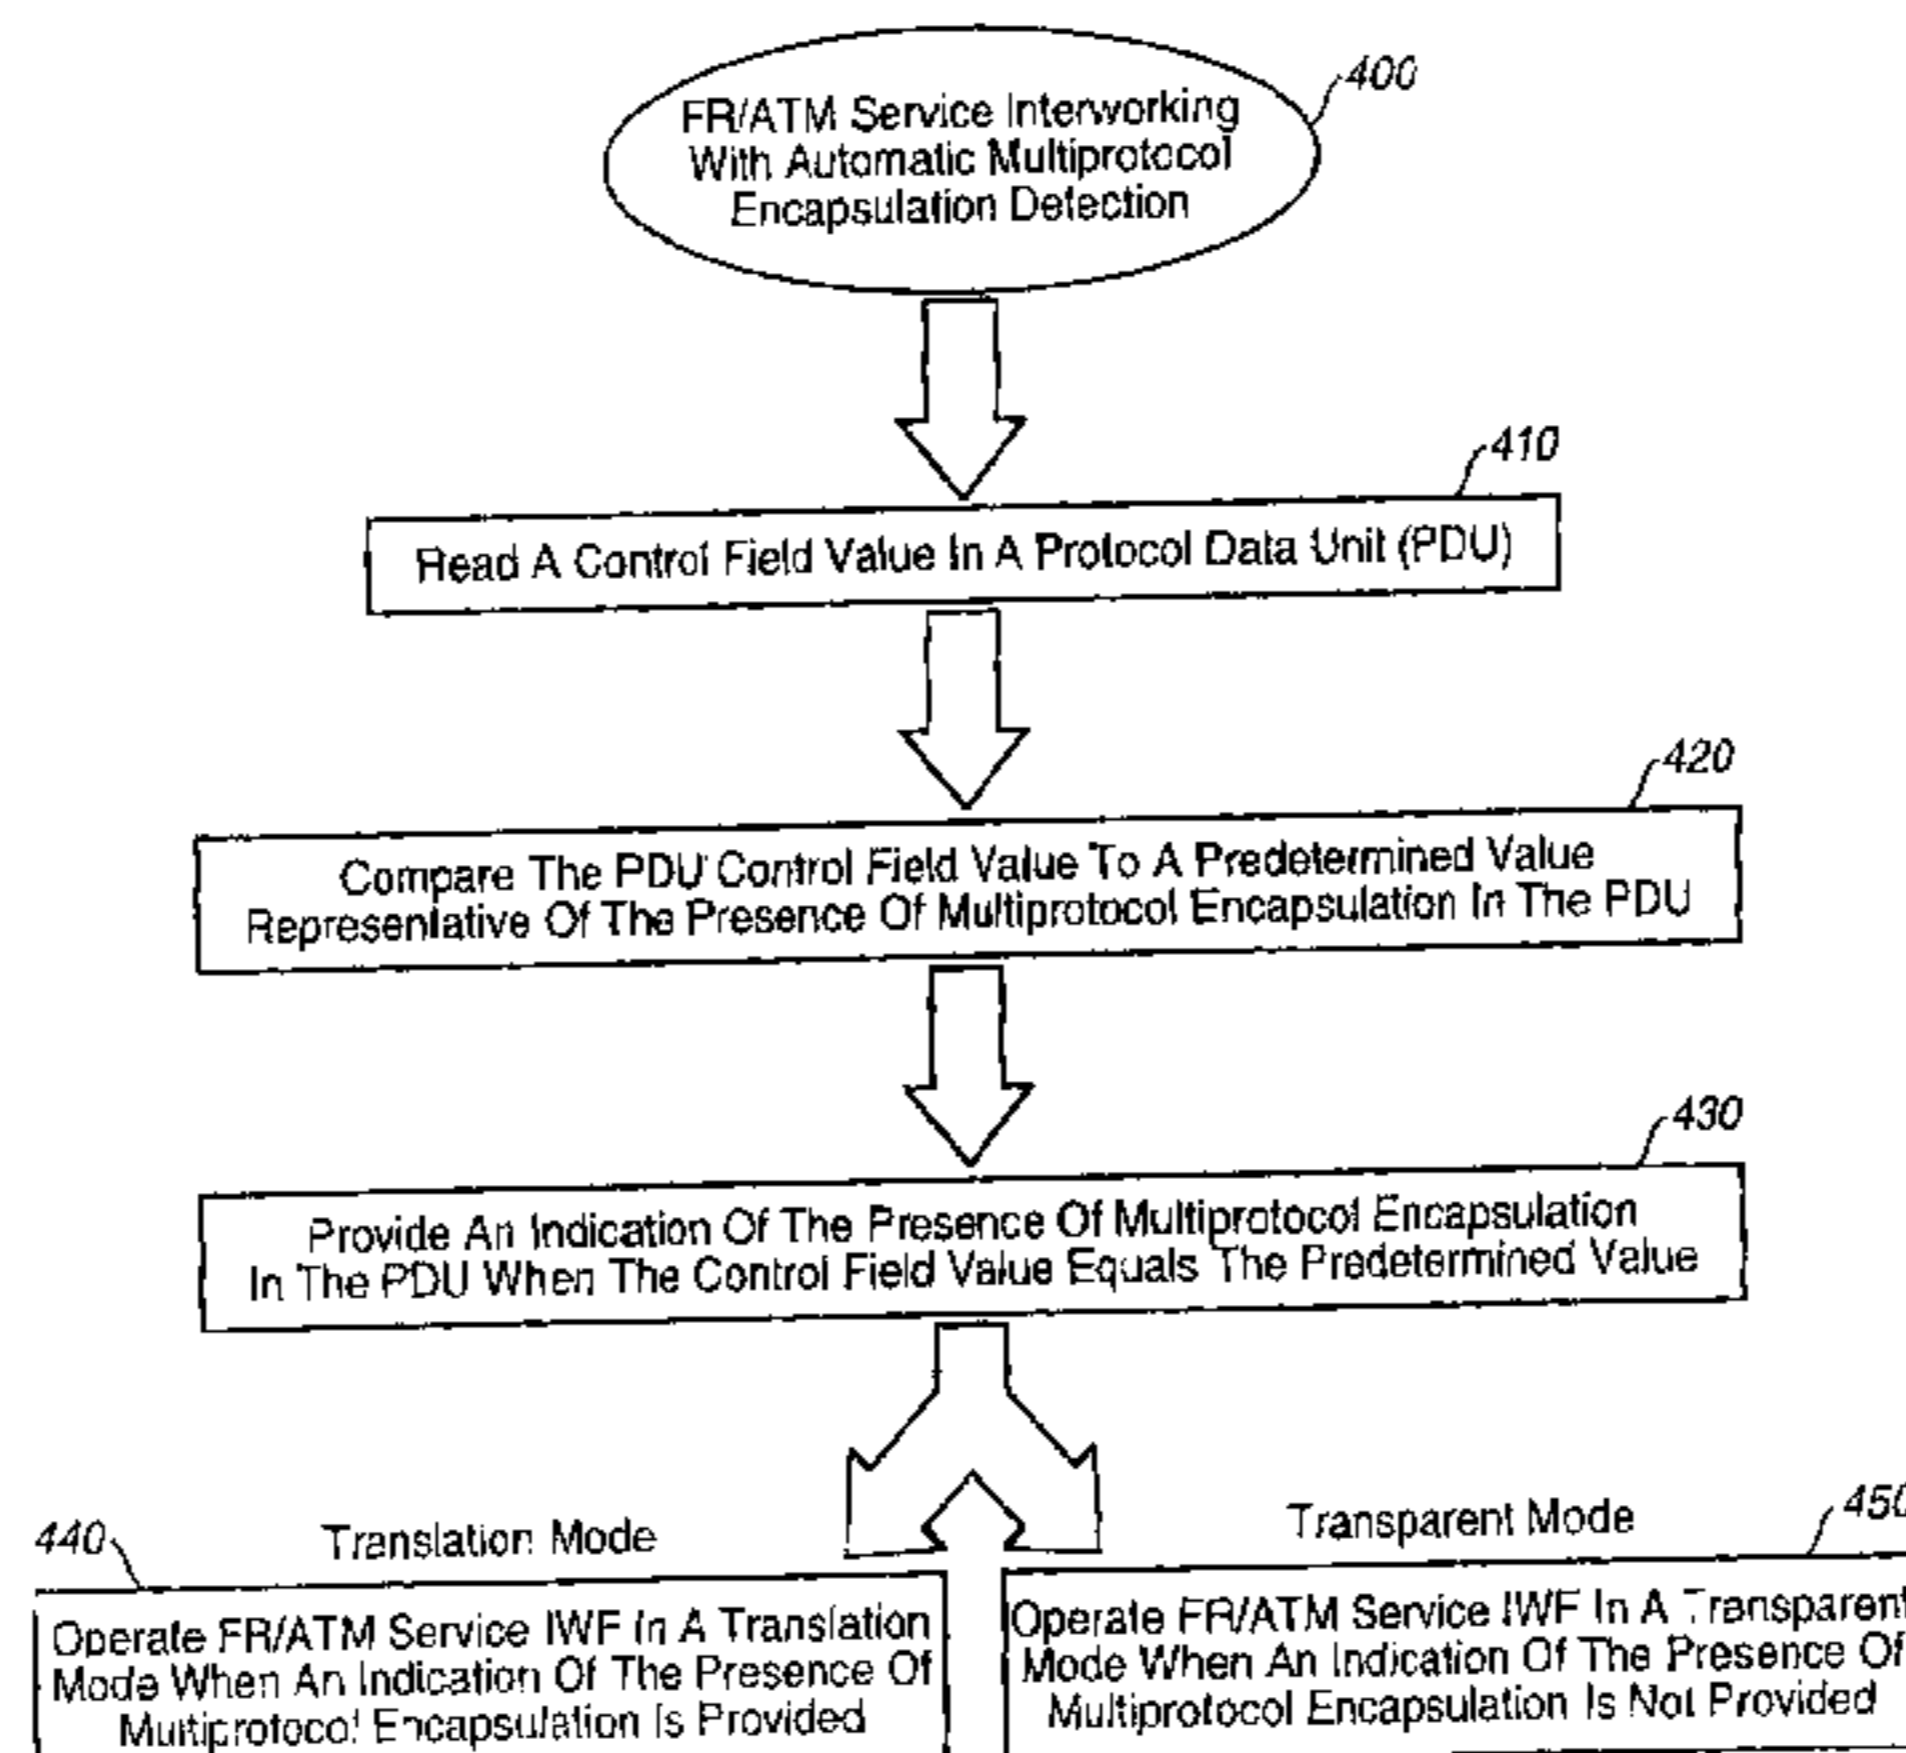 400
FR/ATM Service Interworking
With Automatic Multiprotocol
Encapsulation Detection
410
Read A Control Field Value In A Protocol Data Unit (PDU)
420
Compare The PDU Control Field Value To A Predetermined Value
Representative Of The Presence Of Multiprotocol Encapsulation In The PDU
430
Provide An Indication Of The Presence Of Multiprotocol Encapsulation
In The PDU When The Control Field Value Equals The Predetermined Value
440
Translation Mode
Operate FR/ATM Service IWF In A Translation
Mode When An Indication Of The Presence Of
Multiprotocol Encapsulation Is Provided
Transparent Mode
450
Operate FR/ATM Service IWF In A Transparent
Mode When An Indication Of The Presence Of
Multiprotocol Encapsulation Is Not Provided